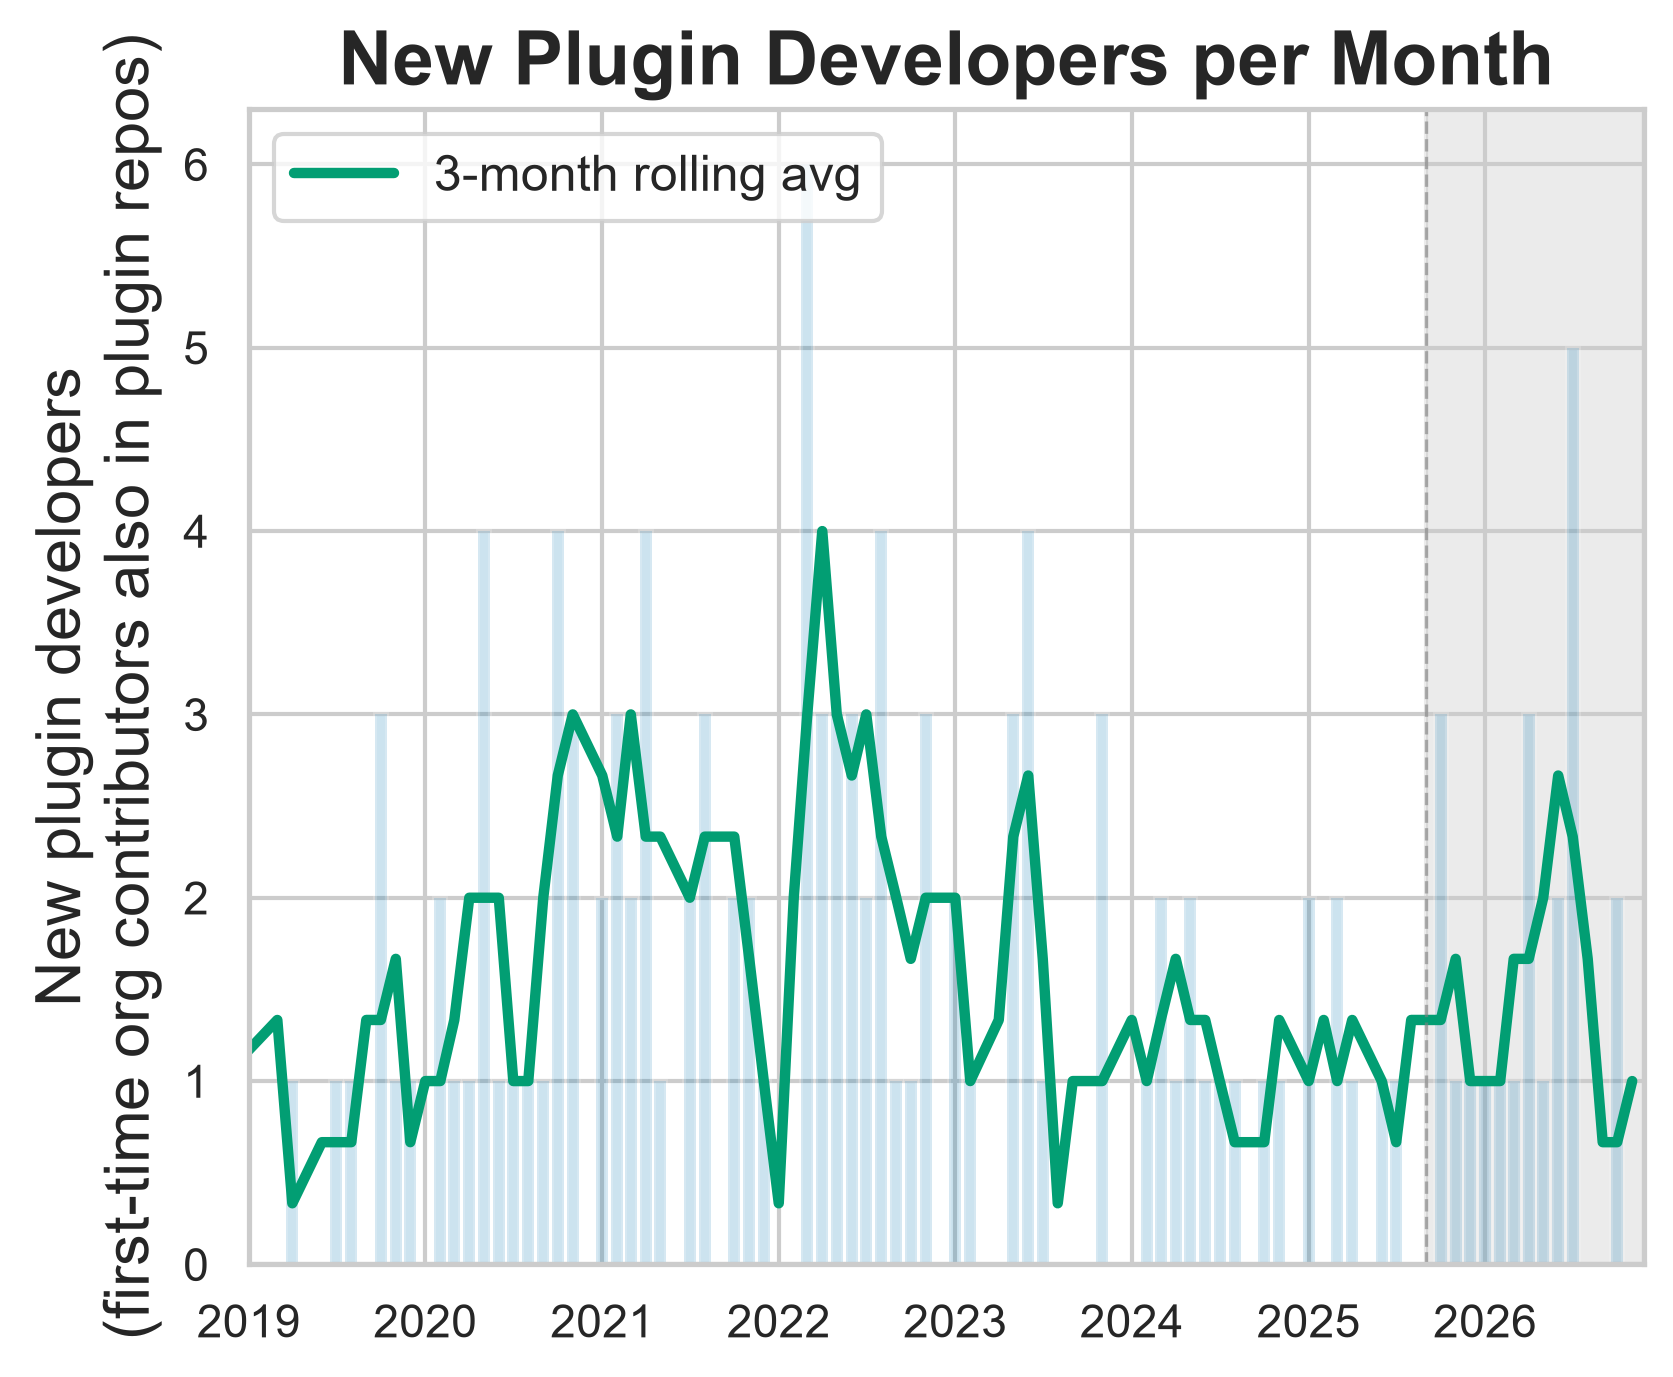 New Plugin Developers per Month
3-month rolling avg
New plugin developers
(first-time org contributors also in plugin repos)
6
5
4
3
2
1
0
2019 2020 2021 2022 2023 2024 2025 2026